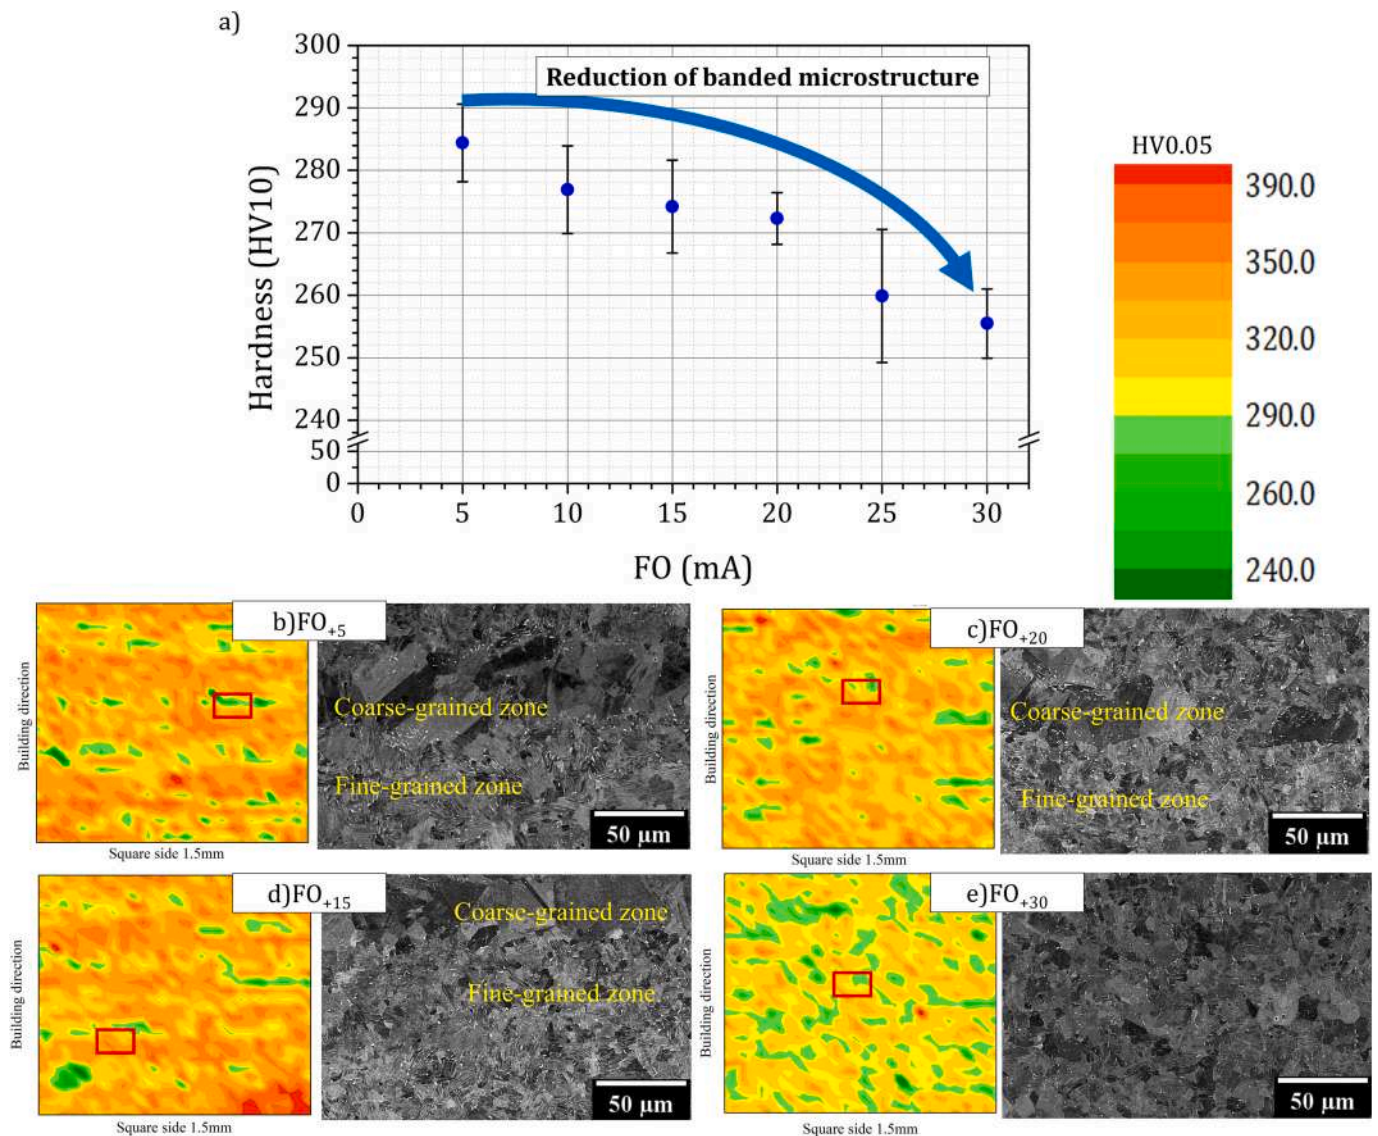 a)
Reduction of banded microstructure
300
290
280
270
260
250
240
50
0
Hardness (HV10)
0 5 10 15 20 25 30
FO (mA)
HV0.05
390.0
350.0
320.0
290.0
260.0
240.0
b)FO+5
Building direction
Square side 1.5mm
Coarse-grained zone
Fine-grained zone
50 µm
c)FO+20
Building direction
Square side 1.5mm
Coarse-grained zone
Fine-grained zone
50 µm
d)FO+15
Building direction
Square side 1.5mm
Coarse-grained zone
Fine-grained zone
50 µm
e)FO+30
Building direction
Square side 1.5mm
50 µm